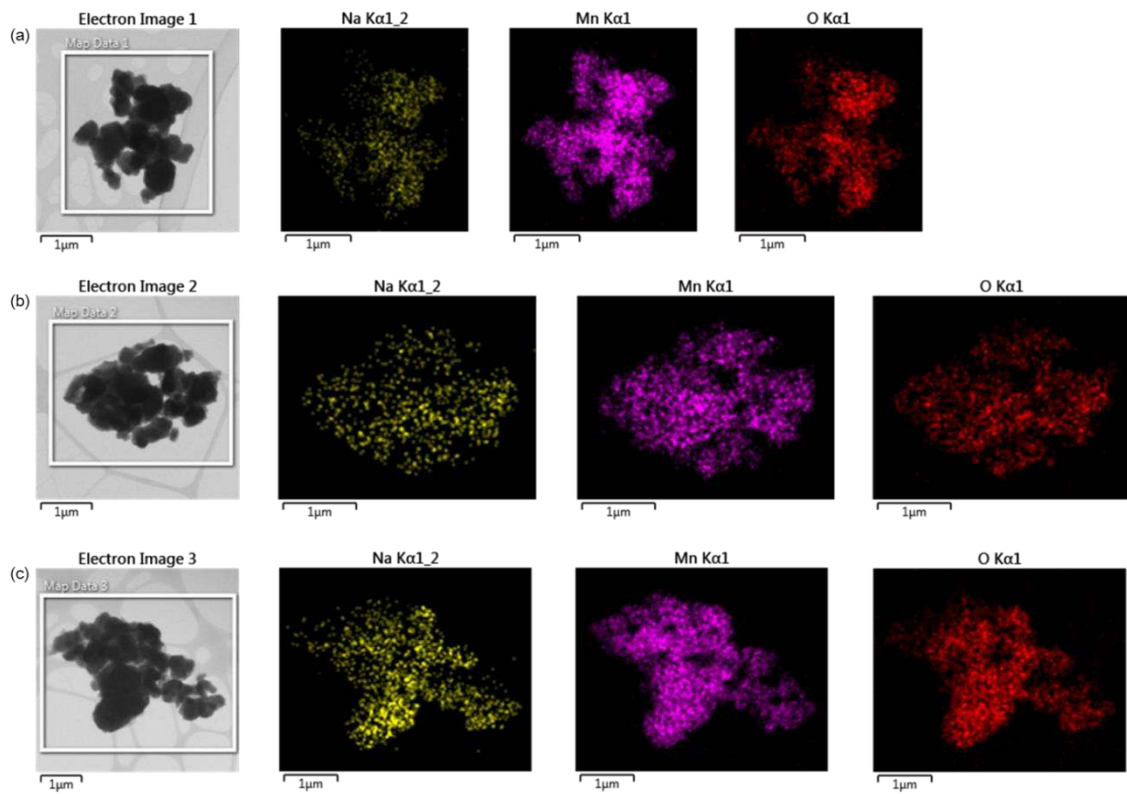 Electron Image 1 Na Kα1_2 Mn Kα1 O Kα1
(a)
Map Data 1
1μm 1μm 1μm 1μm
Electron Image 2 Na Kα1_2 Mn Kα1 O Kα1
(b)
Map Data 2
1μm 1μm 1μm 1μm
Electron Image 3 Na Kα1_2 Mn Kα1 O Kα1
(c)
Map Data 3
1μm 1μm 1μm 1μm